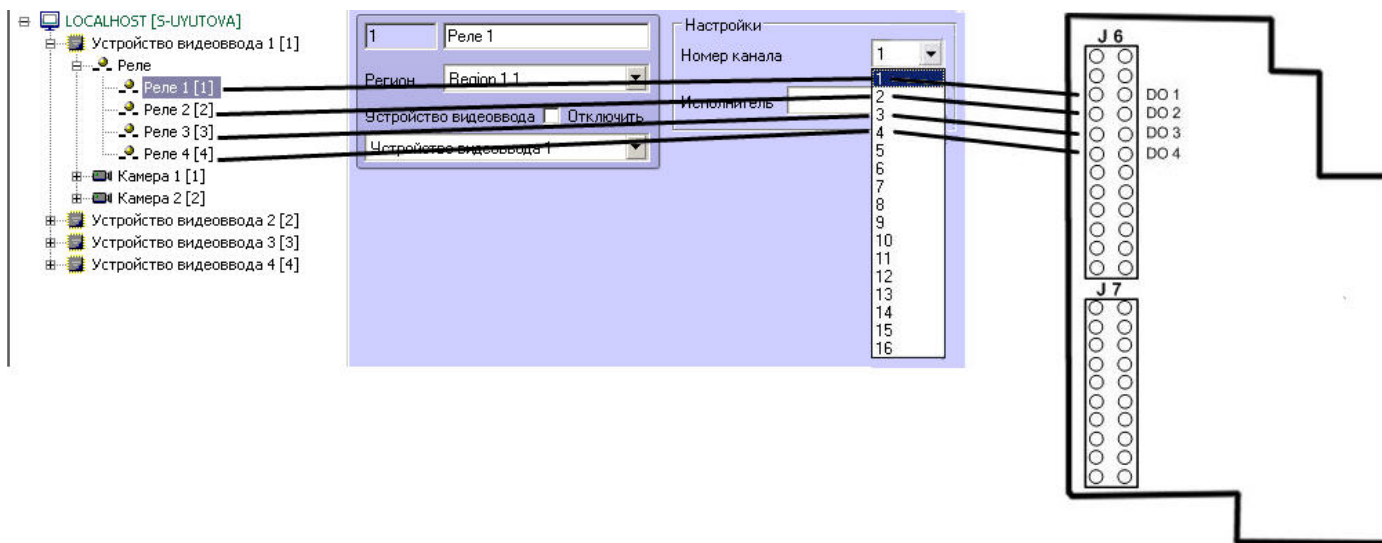 LOCALHOST [S-UYUTOVA]
Устройство видеоввода 1 [1]
Реле
Реле 1 [1]
Реле 2 [2]
Реле 3 [3]
Реле 4 [4]
Камера 1 [1]
Камера 2 [2]
Устройство видеоввода 2 [2]
Устройство видеоввода 3 [3]
Устройство видеоввода 4 [4]
1 Реле 1
Регион Region 1.1
Устройство видеоввода Отключить
Устройство видеоввода 1
Настройки
Номер канала 1
Исполнитель
1
2
3
4
5
6
7
8
9
10
11
12
13
14
15
16
J 6
DO 1
DO 2
DO 3
DO 4
J 7